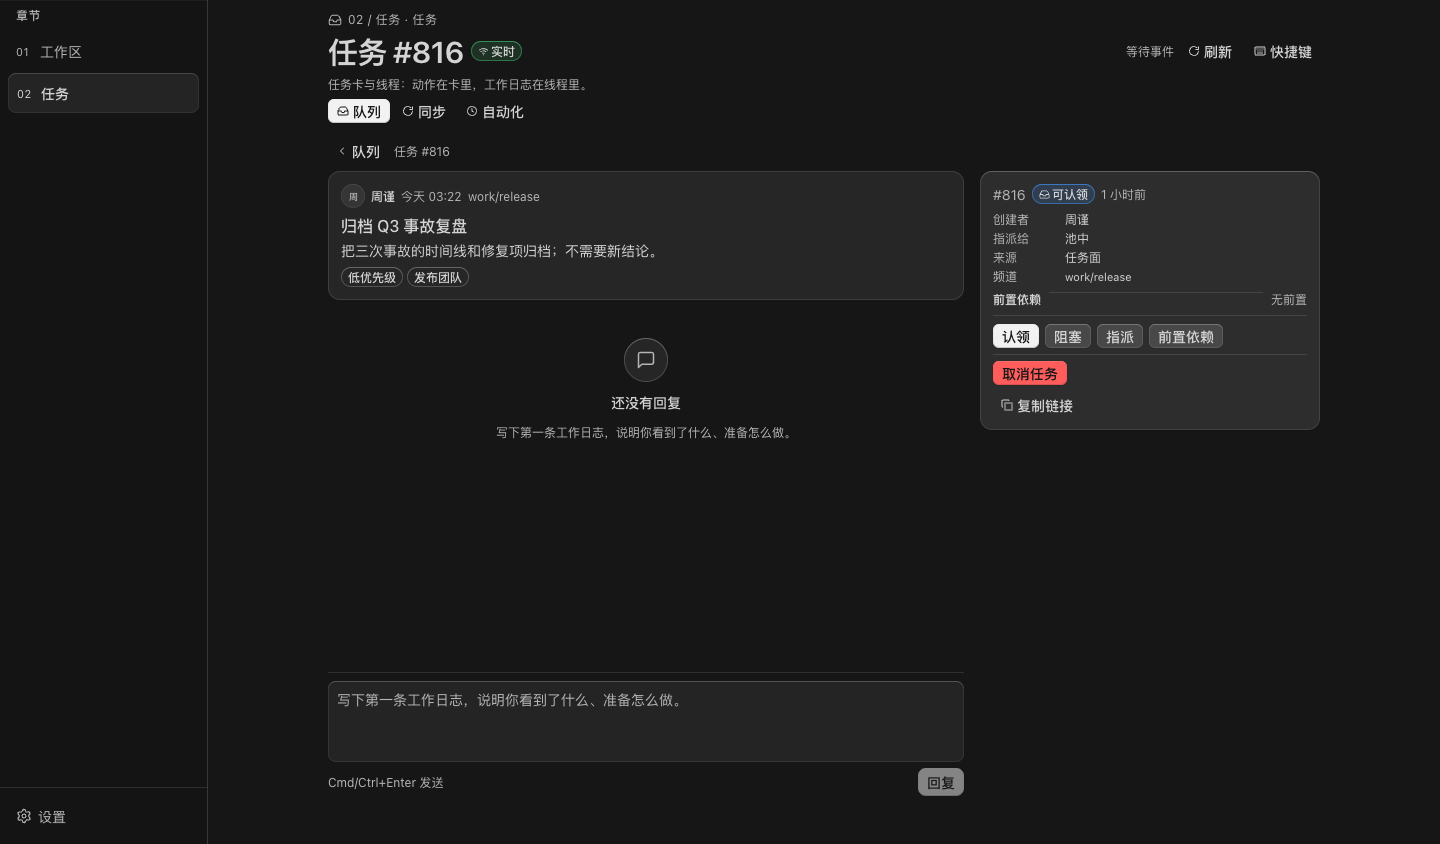 章节
01 工作区
02 任务
设置
02 / 任务 · 任务
任务 #816 实时
等待事件 刷新 快捷键
任务卡与线程：动作在卡里，工作日志在线程里。
队列 同步 自动化
队列 任务 #816
周 周谨 今天 03:22 work/release
归档 Q3 事故复盘
把三次事故的时间线和修复项归档；不需要新结论。
低优先级 发布团队
还没有回复
写下第一条工作日志，说明你看到了什么、准备怎么做。
写下第一条工作日志，说明你看到了什么、准备怎么做。
Cmd/Ctrl+Enter 发送 回复
#816 可认领 1 小时前
创建者 周谨
指派给 池中
来源 任务面
频道 work/release
前置依赖 无前置
认领 阻塞 指派 前置依赖
取消任务
复制链接